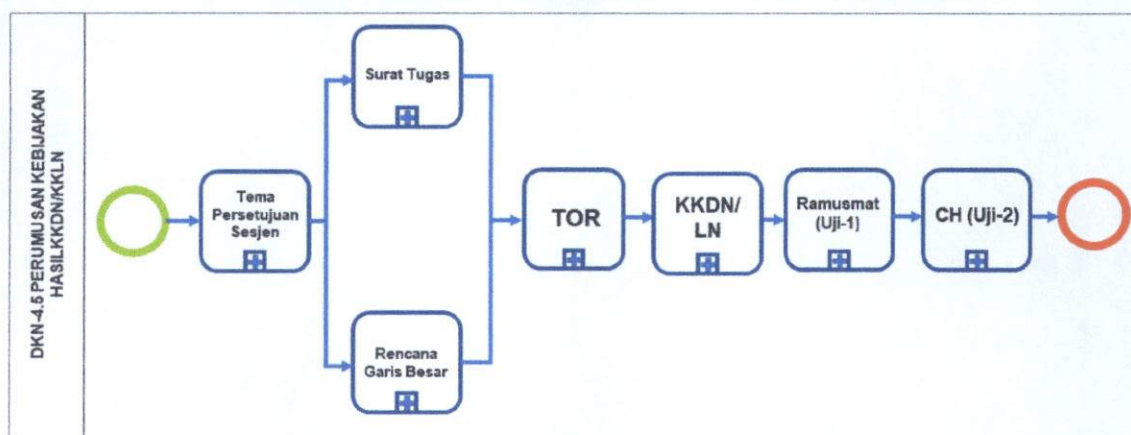 DKN-4.5 PERUMUSAN KEBIJAKAN
HASILKKDN/KKLN
Tema
Persetujuan
Sesjen
Surat Tugas
Rencana
Garis Besar
TOR
KKDN/
LN
Ramusmat
(Uji-1)
CH (Uji-2)